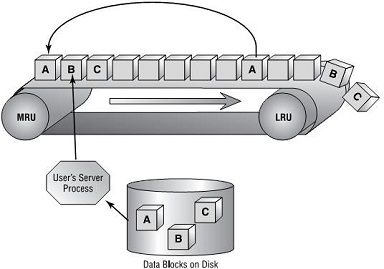 A B C A B C
MRU LRU
User's Server
Process
A B C
Data Blocks on Disk